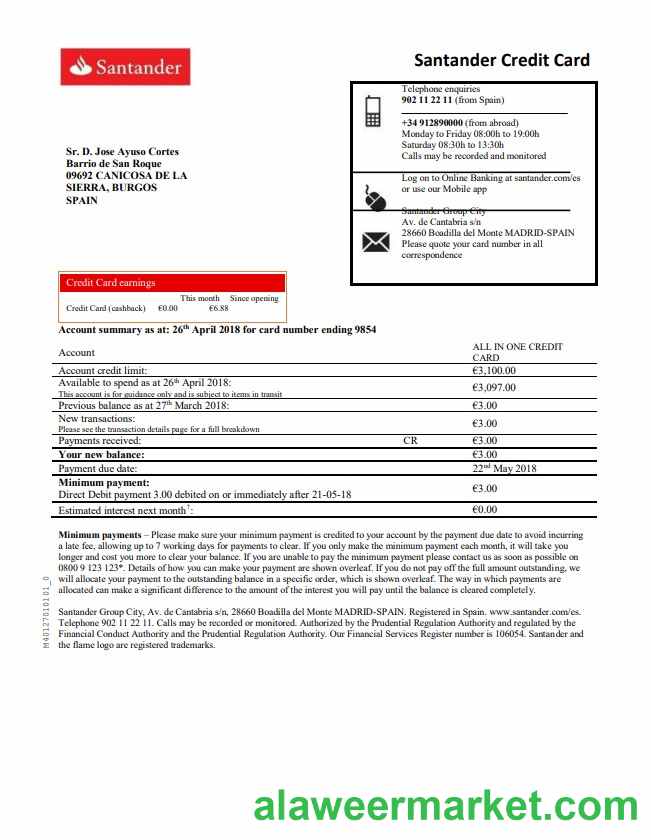 Santander
Santander Credit Card
Telephone enquiries
902 11 22 11 (from Spain)
+34 912890000 (from abroad)
Monday to Friday 08:00h to 19:00h
Saturday 08:30h to 13:30h
Calls may be recorded and monitored
Log on to Online Banking at santander.com/es
or use our Mobile app
Santander Group City
Av. de Cantabria s/n
28660 Boadilla del Monte MADRID-SPAIN
Please quote your card number in all
correspondence
Sr. D. Jose Ayuso Cortes
Barrio de San Roque
09692 CANICOSA DE LA
SIERRA, BURGOS
SPAIN
Credit Card earnings
This month Since opening
Credit Card (cashback) €0.00 €6.88
Account summary as at: 26th April 2018 for card number ending 9854
Account ALL IN ONE CREDIT
CARD
Account credit limit: €3,100.00
Available to spend as at 26th April 2018: €3,097.00
This account is for guidance only and is subject to items in transit
Previous balance as at 27th March 2018: €3.00
New transactions: €3.00
Please see the transaction details page for a full breakdown
Payments received: CR €3.00
Your new balance: €3.00
Payment due date: 22nd May 2018
Minimum payment: €3.00
Direct Debit payment 3.00 debited on or immediately after 21-05-18
Estimated interest next month†: €0.00
Minimum payments – Please make sure your minimum payment is credited to your account by the payment due date to avoid incurring
a late fee, allowing up to 7 working days for payments to clear. If you only make the minimum payment each month, it will take you
longer and cost you more to clear your balance. If you are unable to pay the minimum payment please contact us as soon as possible on
0800 9 123 123*. Details of how you can make your payment are shown overleaf. If you do not pay off the full amount outstanding, we
will allocate your payment to the outstanding balance in a specific order, which is shown overleaf. The way in which payments are
allocated can make a significant difference to the amount of the interest you will pay until the balance is cleared completely.
Santander Group City, Av. de Cantabria s/n, 28660 Boadilla del Monte MADRID-SPAIN. Registered in Spain. www.santander.com/es.
Telephone 902 11 22 11. Calls may be recorded or monitored. Authorized by the Prudential Regulation Authority and regulated by the
Financial Conduct Authority and the Prudential Regulation Authority. Our Financial Services Register number is 106054. Santander and
the flame logo are registered trademarks.
M40127010101_0
alaweermarket.com